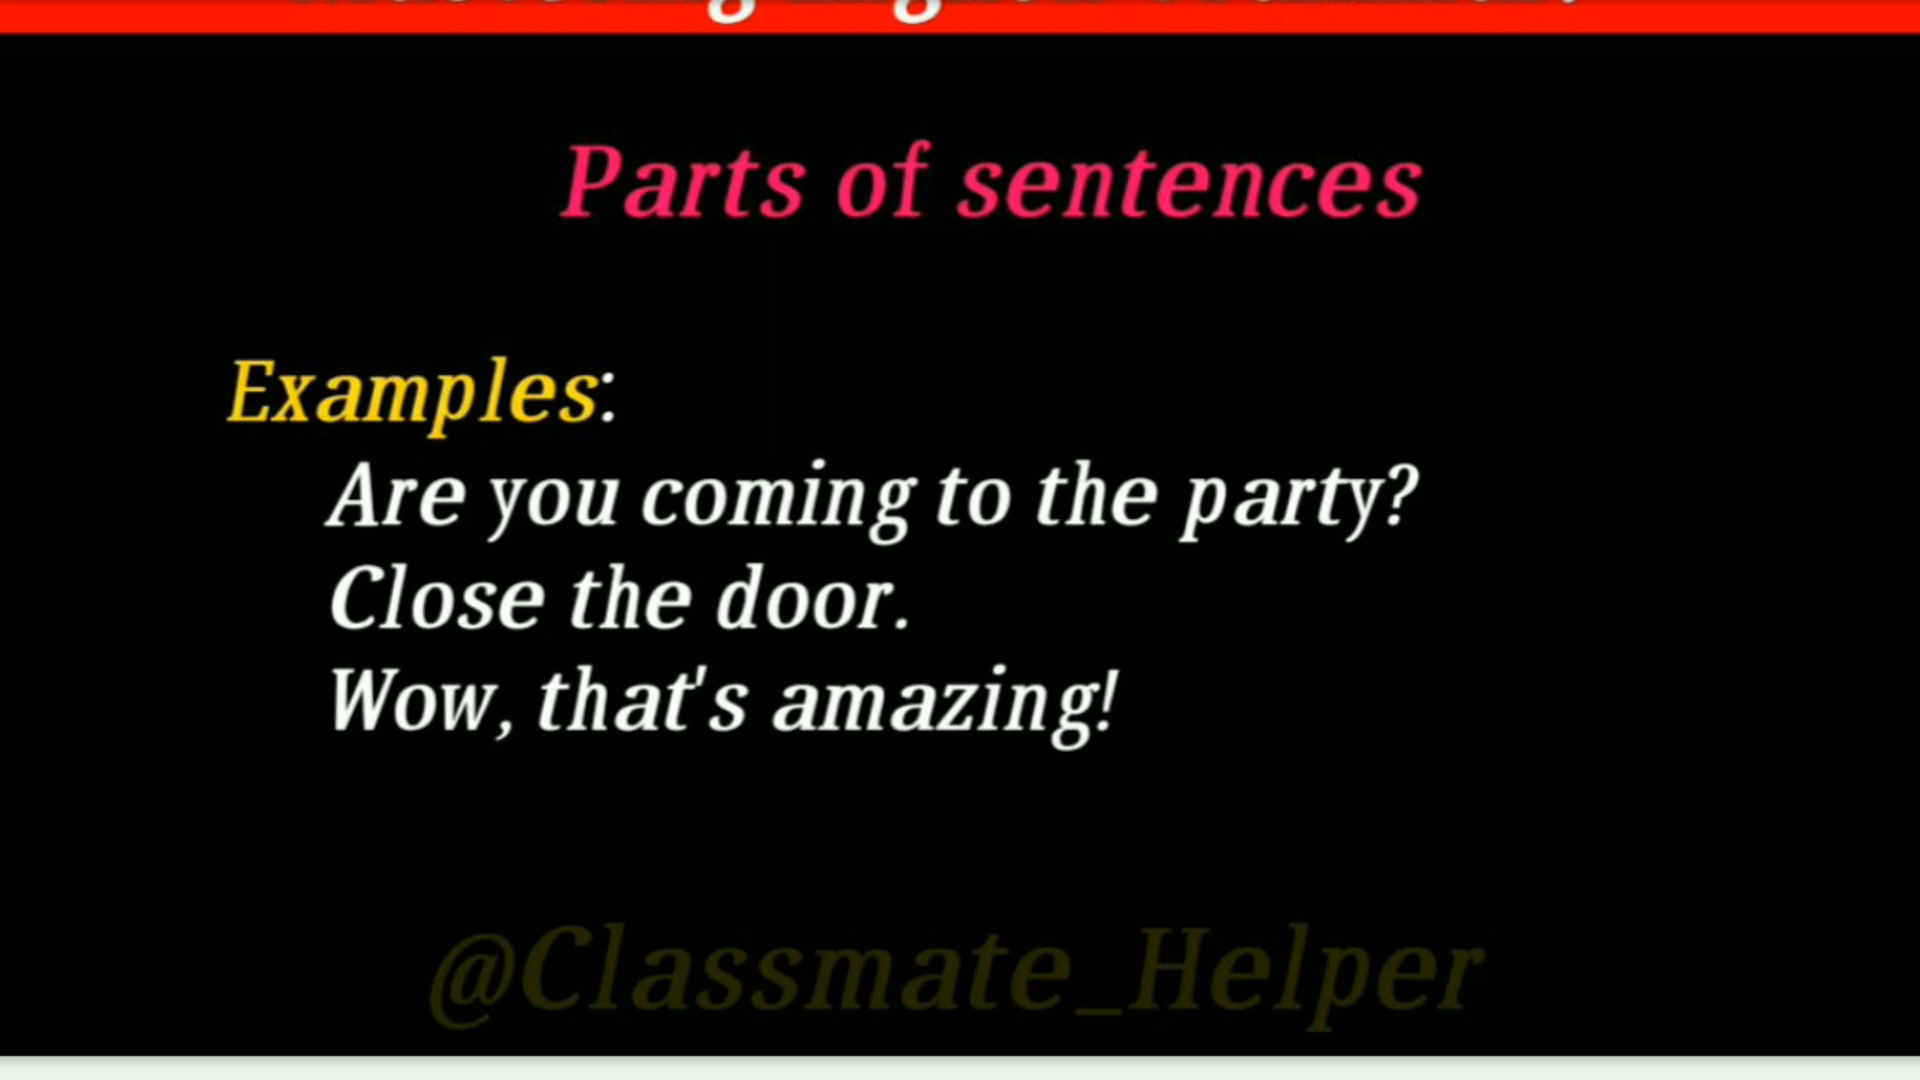 Parts of sentences
Examples:
Are you coming to the party?
Close the door.
Wow, that's amazing!
@Classmate_Helper